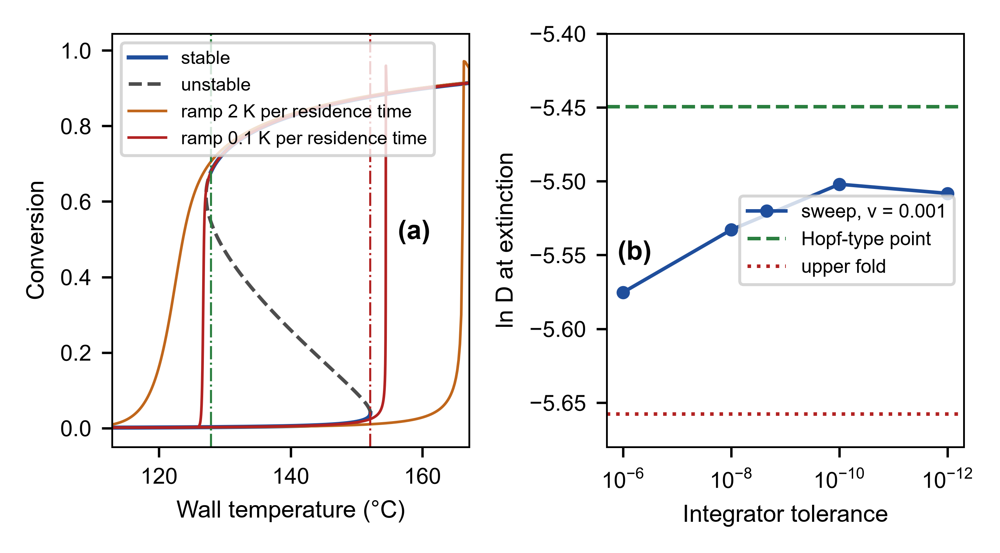 1.0
0.8
0.6
0.4
0.2
0.0
Conversion
stable
unstable
ramp 2 K per residence time
ramp 0.1 K per residence time
(a)
120
140
160
Wall temperature (°C)
−5.40
−5.45
−5.50
−5.55
−5.60
−5.65
ln D at extinction
(b)
sweep, v = 0.001
Hopf-type point
upper fold
10⁻⁶
10⁻⁸
10⁻¹⁰
10⁻¹²
Integrator tolerance